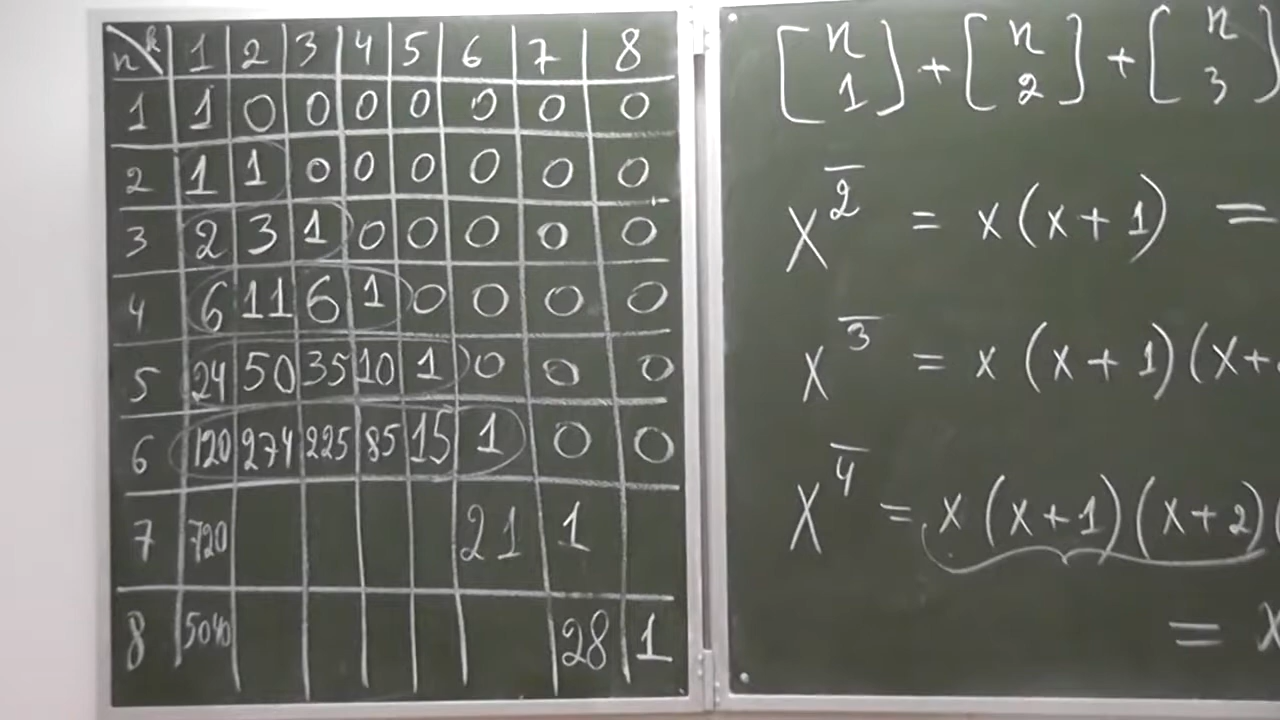 n k 1 2 3 4 5 6 7 8
1 1 0 0 0 0 0 0 0
2 1 1 0 0 0 0 0 0
3 2 3 1 0 0 0 0 0
4 6 11 6 1 0 0 0 0
5 24 50 35 10 1 0 0 0
6 120 274 225 85 15 1 0 0
7 720 21 1
8 5040 28 1
[n 1] + [n 2] + [n 3]
x^{\overline{2}} = x(x+1) =
x^{\overline{3}} = x(x+1)(x+
x^{\overline{4}} = x(x+1)(x+2)(
= x